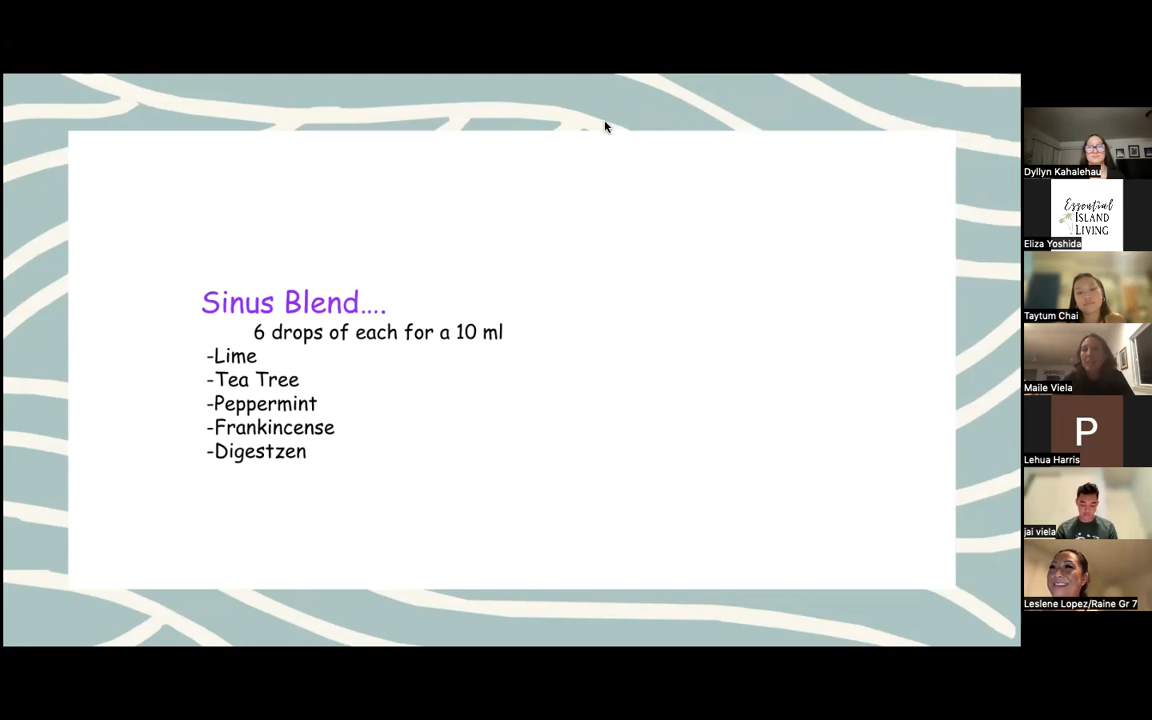 Sinus Blend....
6 drops of each for a 10 ml
-Lime
-Tea Tree
-Peppermint
-Frankincense
-Digestzen
Dyllyn Kahalehau
Essential
ISLAND
LIVING
Eliza Yoshida
Taytum Chai
Maile Viela
P
Lehua Harris
jai viela
Leslene Lopez/Raine Gr 7